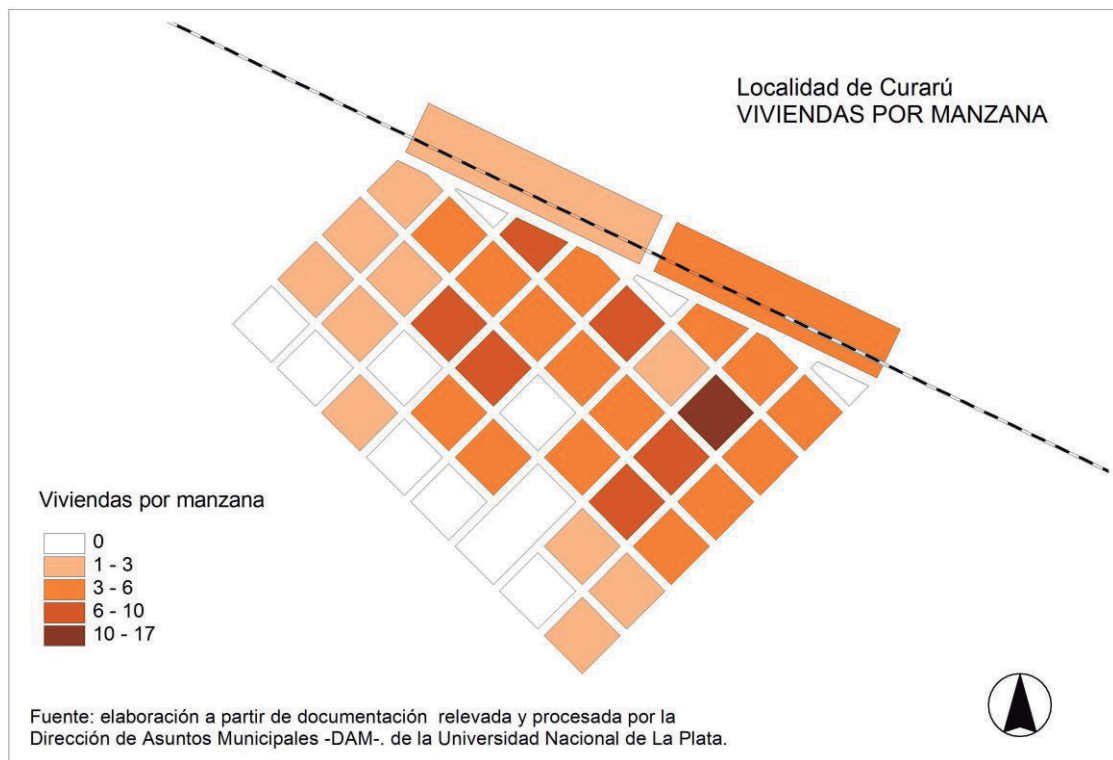 Localidad de Curarú
VIVIENDAS POR MANZANA
Viviendas por manzana
0
1 - 3
3 - 6
6 - 10
10 - 17
Fuente: elaboración a partir de documentación relevada y procesada por la
Dirección de Asuntos Municipales -DAM-. de la Universidad Nacional de La Plata.